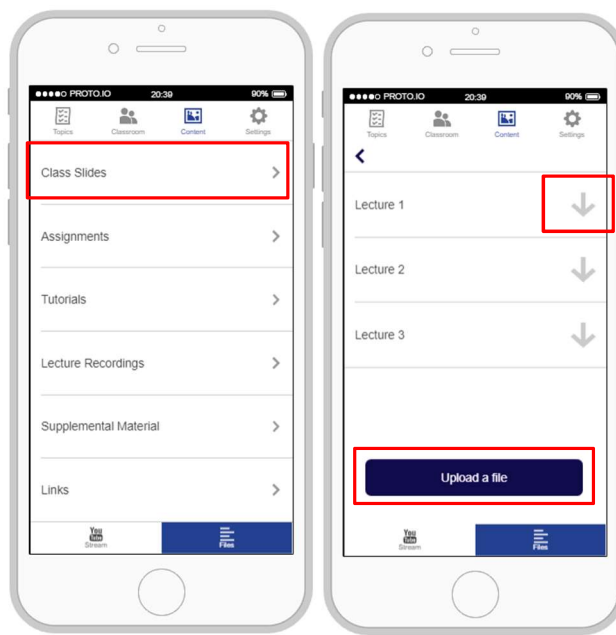 PROTO.IO 20:39 90%
Topics Classroom Content Settings
Class Slides
Assignments
Tutorials
Lecture Recordings
Supplemental Material
Links
You Tube
Stream
Files
PROTO.IO 20:39 90%
Topics Classroom Content Settings
Lecture 1
Lecture 2
Lecture 3
Upload a file
You Tube
Stream
Files